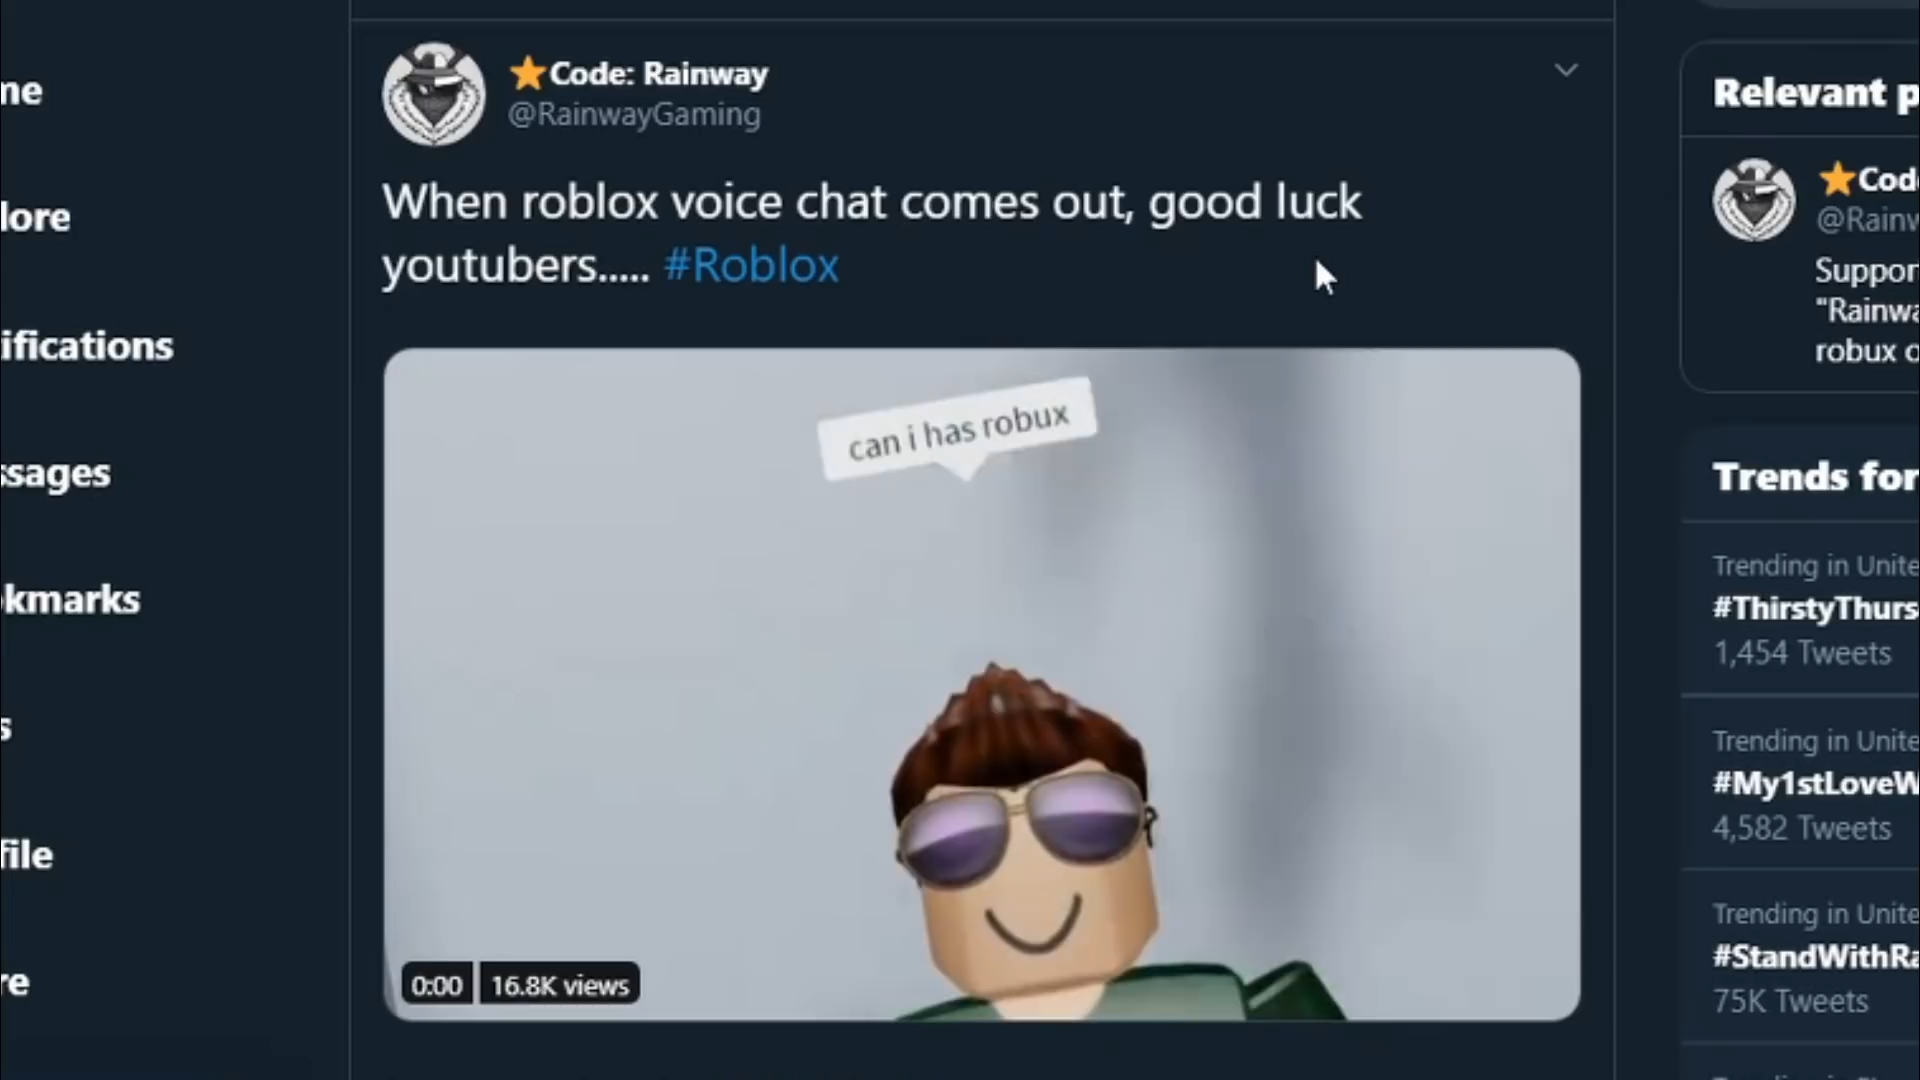 me
lore
ifications
ssages
kmarks
s
file
re
Code: Rainway
@RainwayGaming
When roblox voice chat comes out, good luck
youtubers..... #Roblox
can i has robux
0:00
16.8K views
Relevant p
Cod
@Rainw
Suppor
"Rainwa
robux o
Trends for
Trending in Unite
#ThirstyThurs
1,454 Tweets
Trending in Unite
#My1stLoveW
4,582 Tweets
Trending in Unite
#StandWithRa
75K Tweets